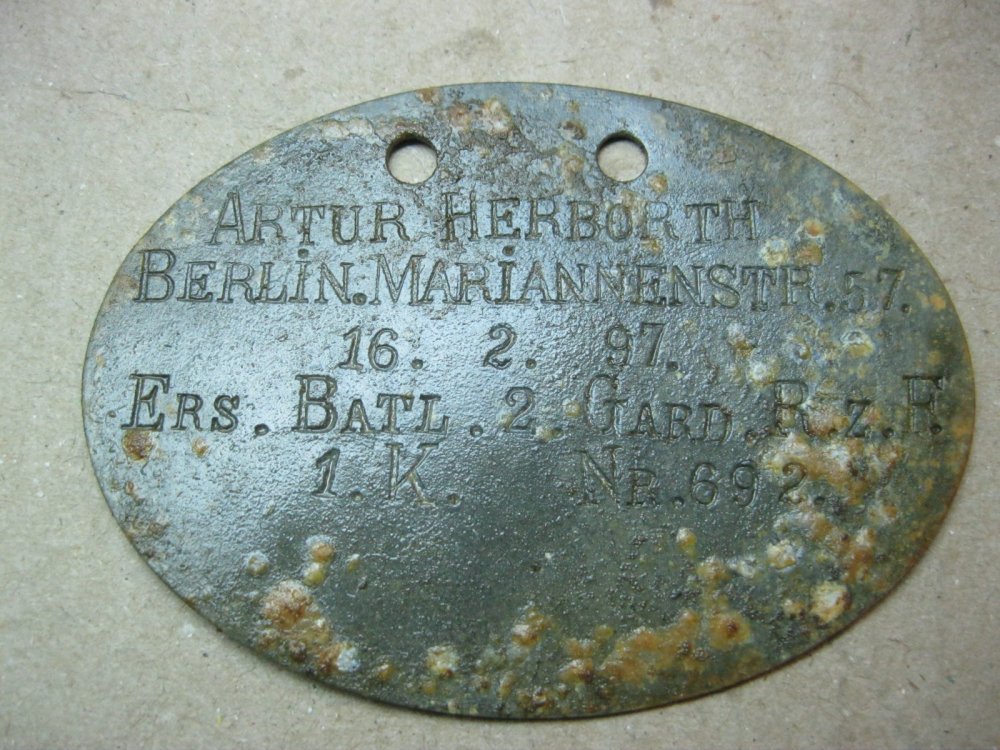 ARTUR HERBORTH
BERLIN.MARIANNENSTR.57.
16. 2. 97.
ERS. BATL. 2. GARD. R. z. F.
1. K. NR. 692.